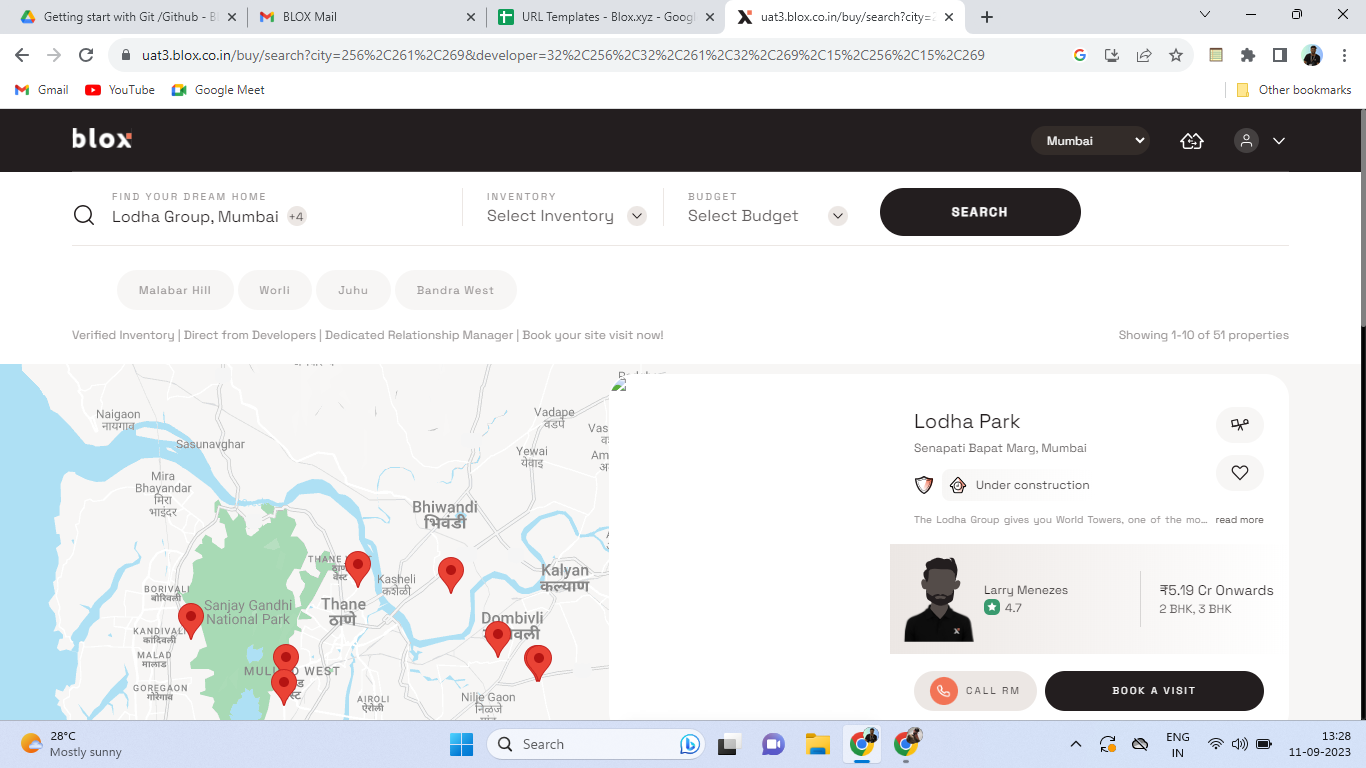 Getting started with Git /Github - Bl
BLOX Mail
URL Templates - Blox.xyz - Googl
uat3.blox.co.in/buy/search?city=2
uat3.blox.co.in/buy/search?city=256%2C261%2C269&developer=32%2C256%2C32%2C261%2C32%2C269%2C15%2C256%2C15%2C269
Gmail
YouTube
Google Meet
Other bookmarks
blox
Mumbai
FIND YOUR DREAM HOME
Lodha Group, Mumbai +4
INVENTORY
Select Inventory
BUDGET
Select Budget
SEARCH
Malabar Hill
Worli
Juhu
Bandra West
Verified Inventory | Direct from Developers | Dedicated Relationship Manager | Book your site visit now!
Showing 1-10 of 51 properties
Naigaon
नायगाव
Sasunavghar
Mira
Bhayandar
मिरा
भाइंदर
Vadape
वडपे
Vas
Yewai
येवाइ
Am
Bhiwandi
भिवंडी
THANE
ठाणे
वेस्ट
Kasheli
कशेळी
Kalyan
कल्याण
BORIVALI
बोरिवली
Sanjay Gandhi
National Park
Thane
ठाणे
Dombivli
KANDIVALI
कांदिवली
MALAD
मालाड
GOREGAON
गोरेगाव
AIROLI
ऐरोली
Nilje Gaon
निळजे
गांव
Lodha Park
Senapati Bapat Marg, Mumbai
Under construction
The Lodha Group gives you World Towers, one of the mo... read more
Larry Menezes
4.7
₹5.19 Cr Onwards
2 BHK, 3 BHK
CALL RM
BOOK A VISIT
28°C
Mostly sunny
Search
ENG
IN
13:28
11-09-2023